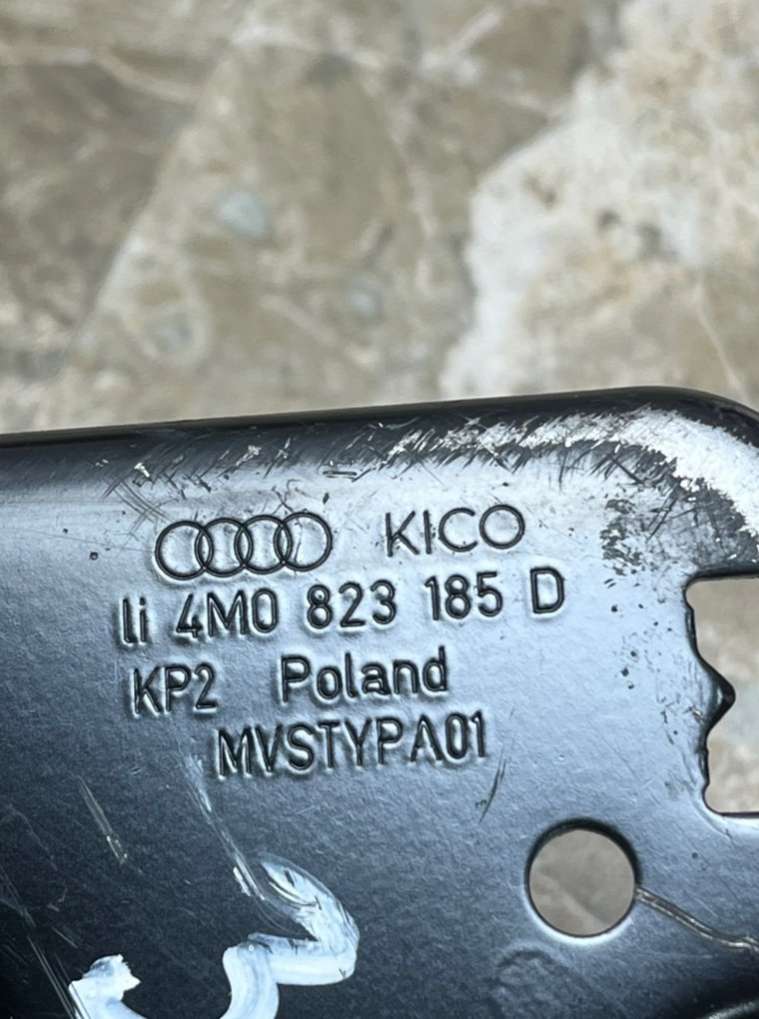 KICO
li 4M0 823 185 D
KP2 Poland
MVSTYPA01